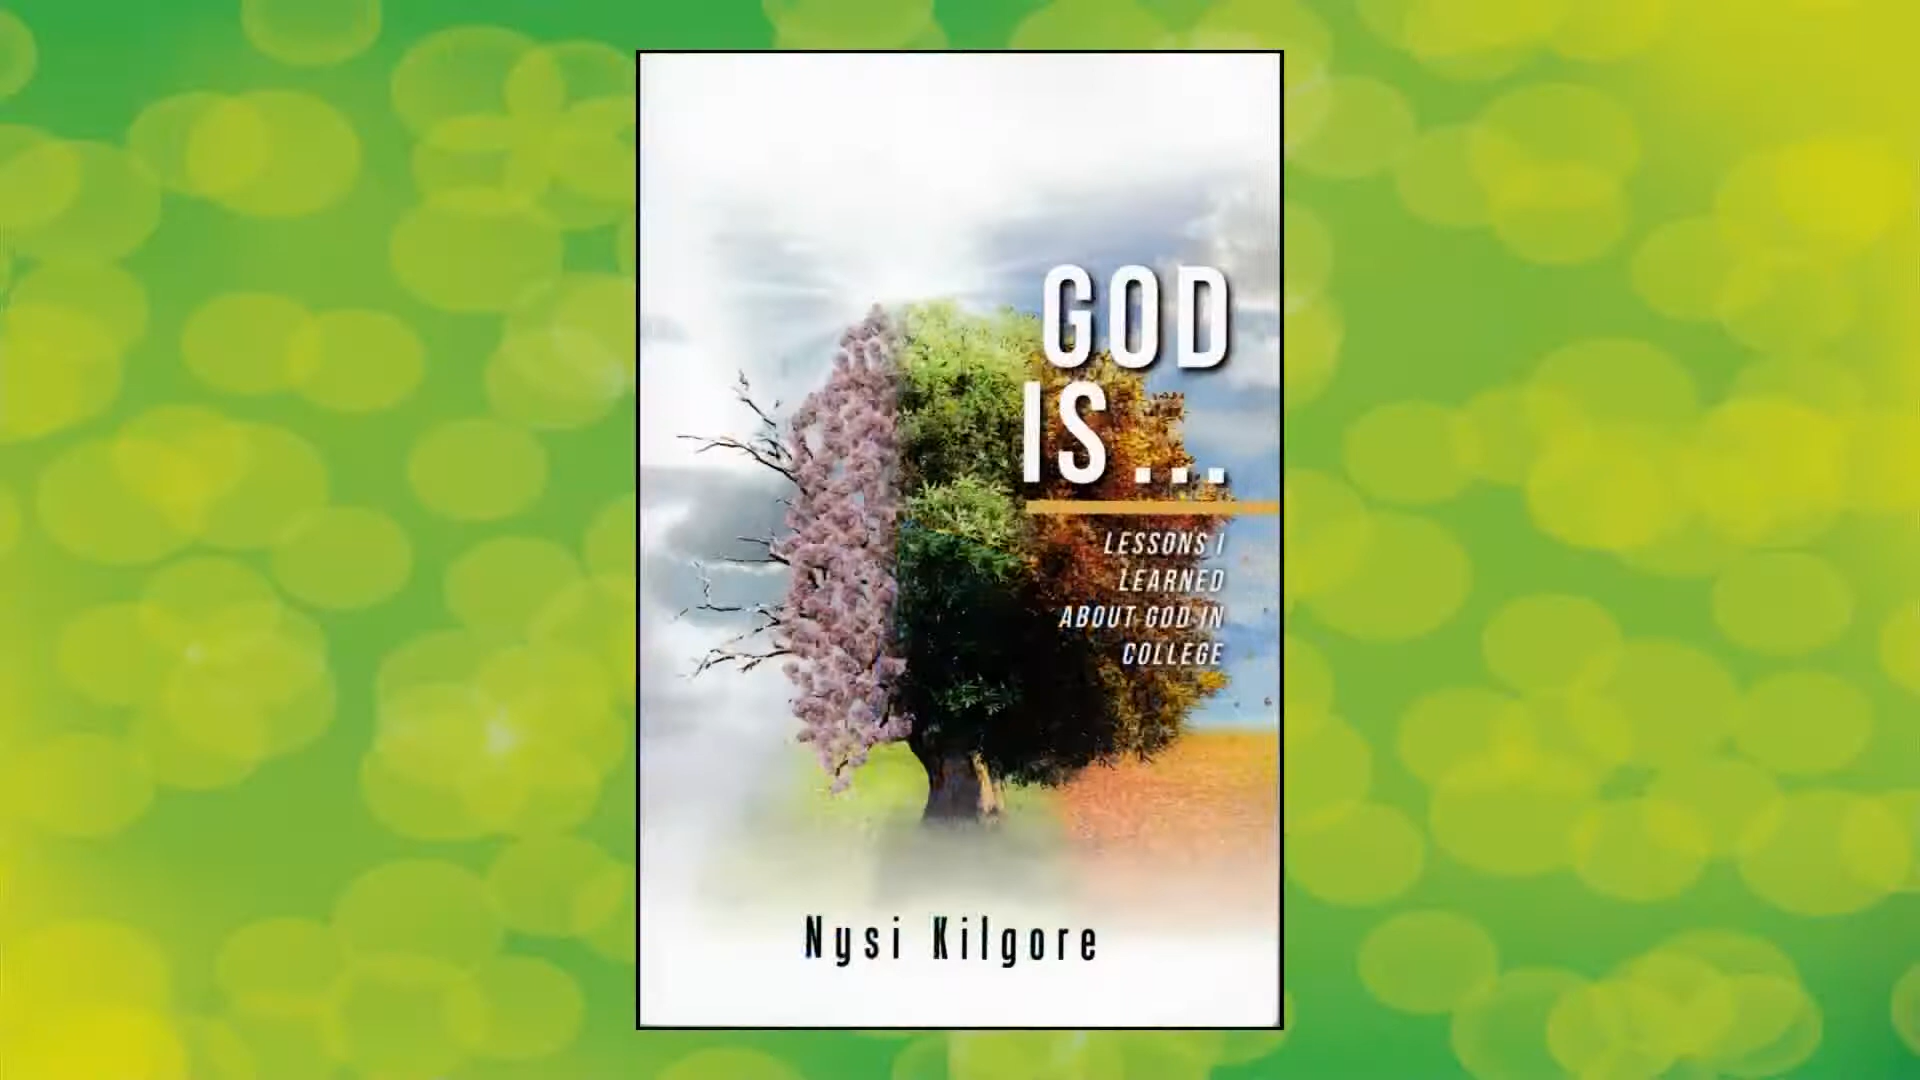 GOD
IS...
LESSONS I
LEARNED
ABOUT GOD IN
COLLEGE
Nysi Kilgore